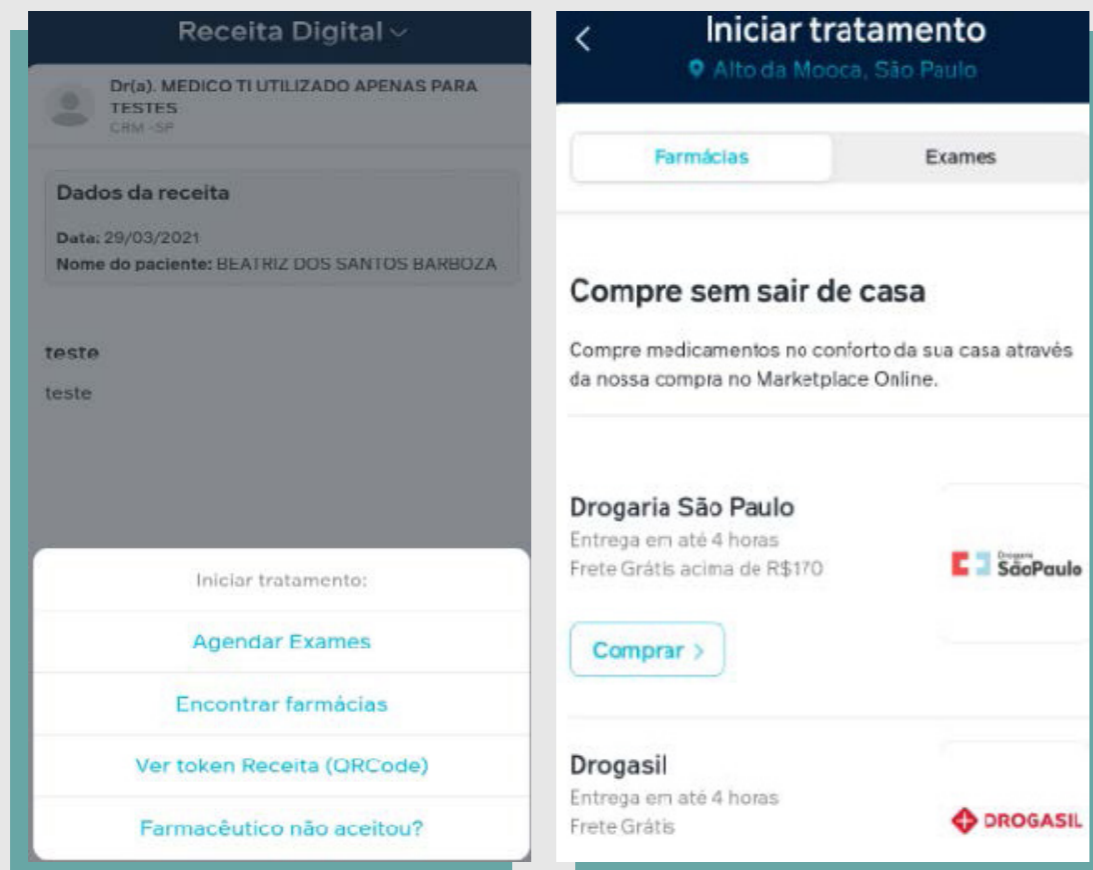 Receita Digital
Dr(a). MEDICO TI UTILIZADO APENAS PARA
TESTES
CRM -SP
Dados da receita
Data: 29/03/2021
Nome do paciente: BEATRIZ DOS SANTOS BARBOZA
teste
teste
Iniciar tratamento:
Agendar Exames
Encontrar farmácias
Ver token Receita (QRCode)
Farmacêutico não aceitou?
Iniciar tratamento
Alto da Mooca, São Paulo
Farmácias
Exames
Compre sem sair de casa
Compre medicamentos no conforto da sua casa através
da nossa compra no Marketplace Online.
Drogaria São Paulo
Entrega em até 4 horas
Frete Grátis acima de R$170
Drogaria
SãoPaulo
Comprar >
Drogasil
Entrega em até 4 horas
Frete Grátis
DROGASIL